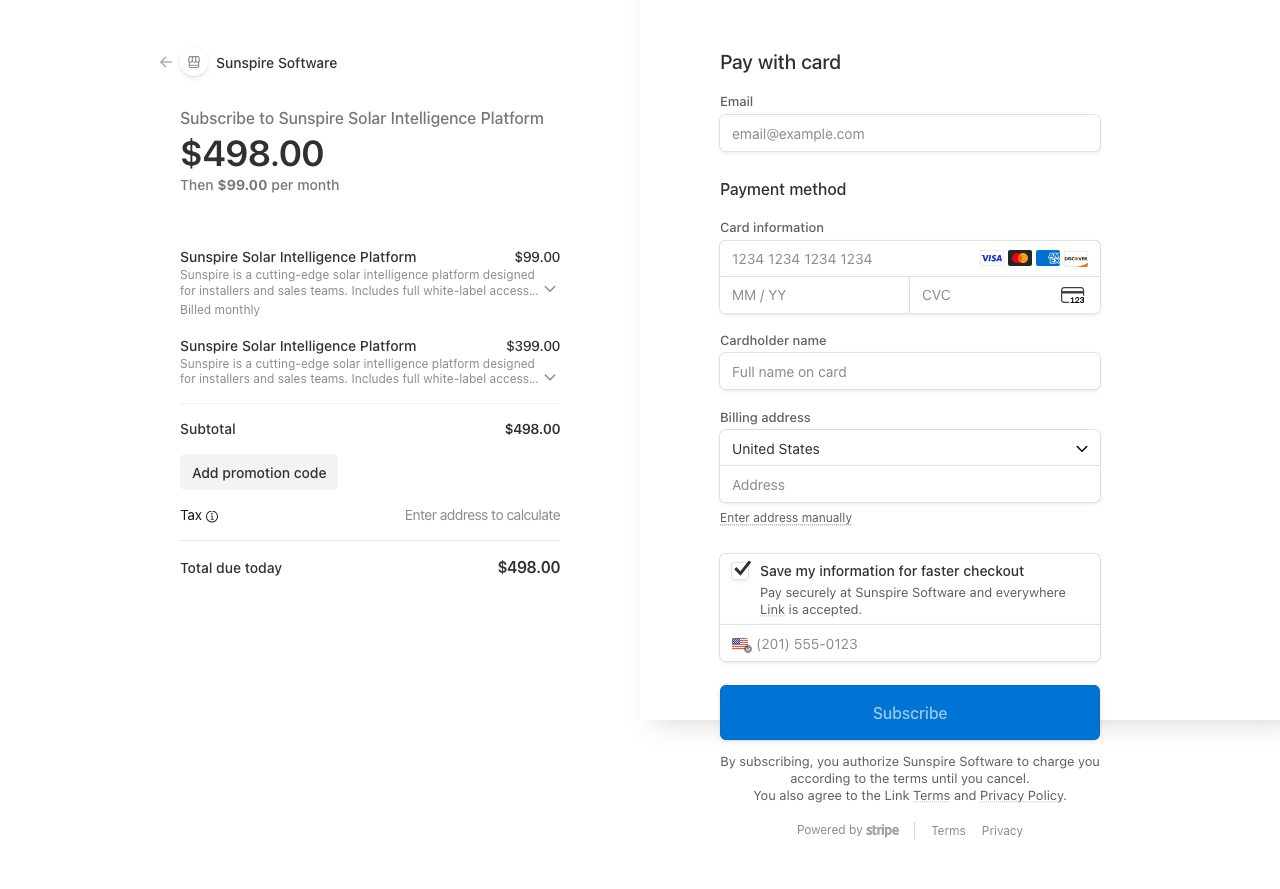 Sunspire Software
Subscribe to Sunspire Solar Intelligence Platform
$498.00
Then $99.00 per month
Sunspire Solar Intelligence Platform $99.00
Sunspire is a cutting-edge solar intelligence platform designed
for installers and sales teams. Includes full white-label access...
Billed monthly
Sunspire Solar Intelligence Platform $399.00
Sunspire is a cutting-edge solar intelligence platform designed
for installers and sales teams. Includes full white-label access...
Subtotal $498.00
Add promotion code
Tax Enter address to calculate
Total due today $498.00
Pay with card
Email
email@example.com
Payment method
Card information
1234 1234 1234 1234 VISA AMEX DISCOVER
MM / YY CVC 123
Cardholder name
Full name on card
Billing address
United States
Address
Enter address manually
Save my information for faster checkout
Pay securely at Sunspire Software and everywhere
Link is accepted.
(201) 555-0123
Subscribe
By subscribing, you authorize Sunspire Software to charge you
according to the terms until you cancel.
You also agree to the Link Terms and Privacy Policy.
Powered by stripe Terms Privacy